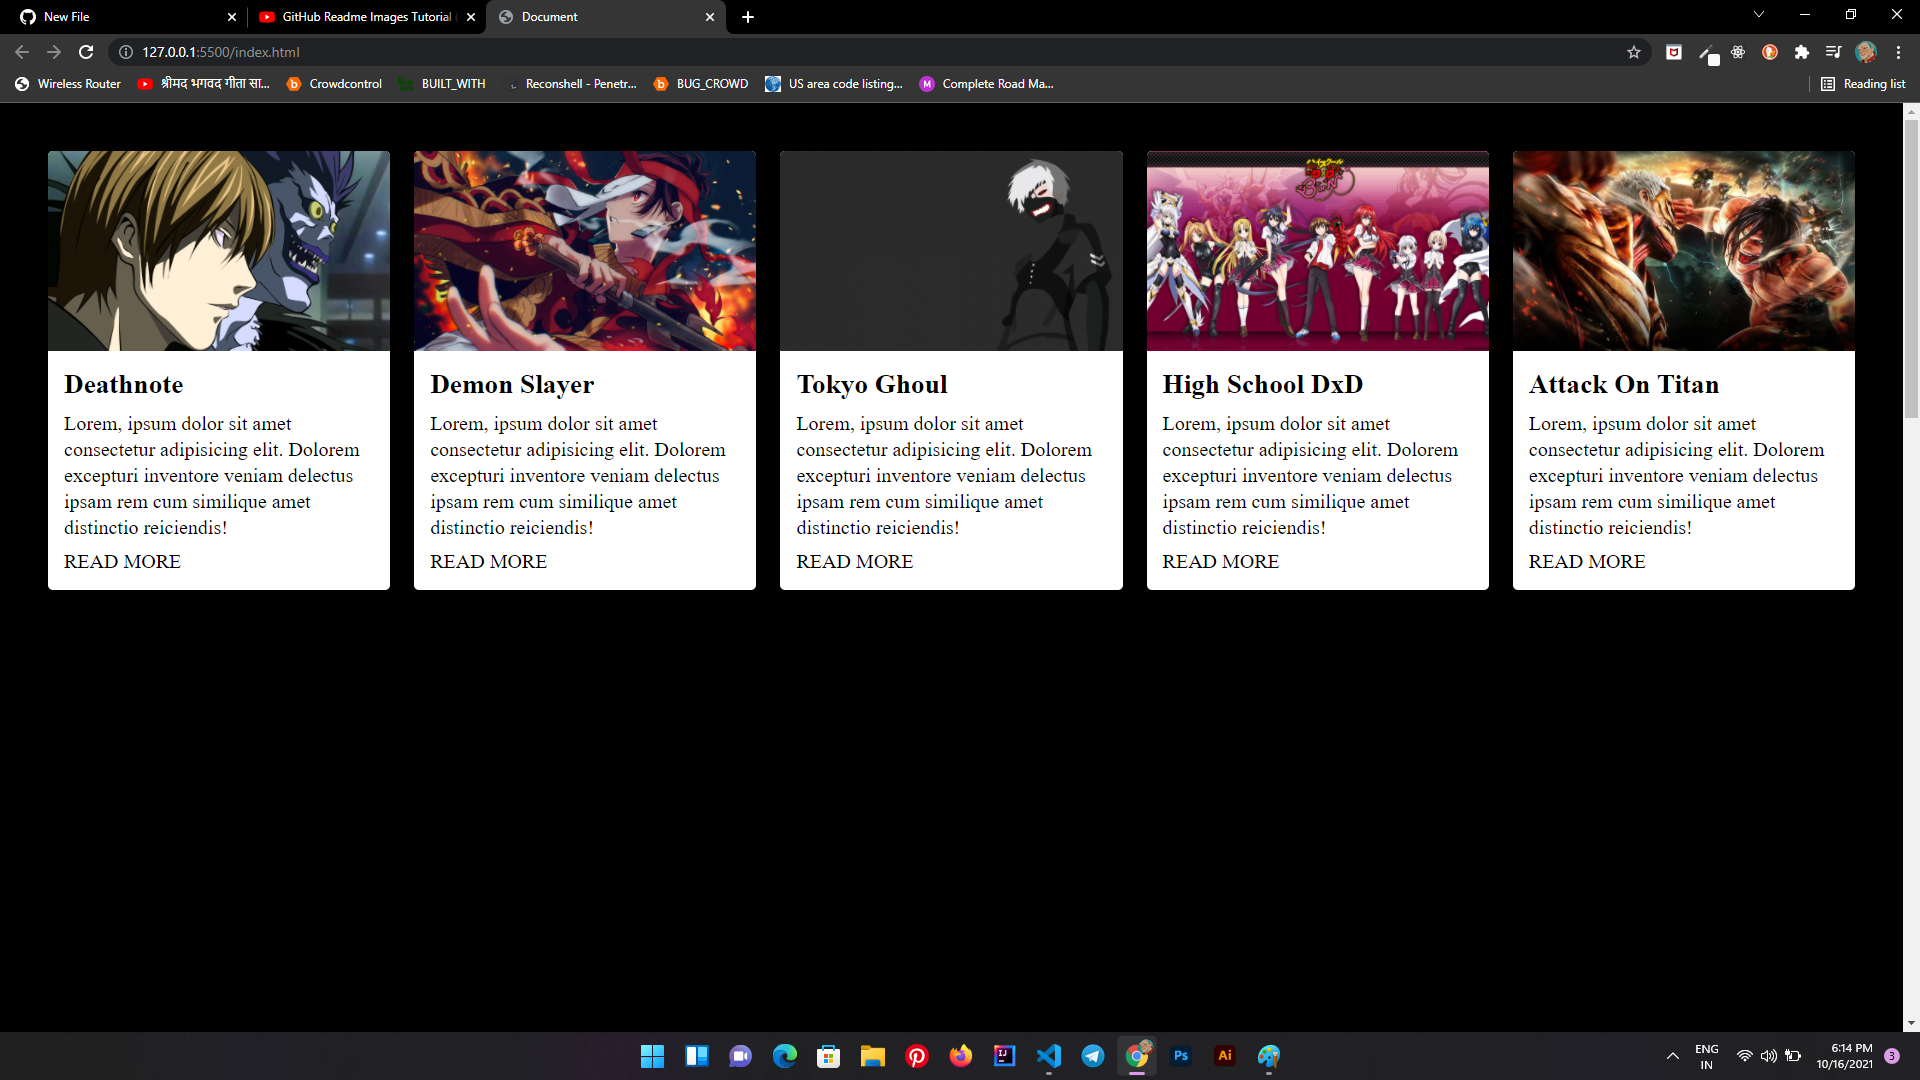 New File
GitHub Readme Images Tutorial
Document
127.0.0.1:5500/index.html
Wireless Router
श्रीमद भगवद गीता सा...
Crowdcontrol
BUILT_WITH
Reconshell - Penetr...
BUG_CROWD
US area code listing...
M
Complete Road Ma...
Reading list
Deathnote
Lorem, ipsum dolor sit amet
consectetur adipisicing elit. Dolorem
excepturi inventore veniam delectus
ipsam rem cum similique amet
distinctio reiciendis!
READ MORE
Demon Slayer
Lorem, ipsum dolor sit amet
consectetur adipisicing elit. Dolorem
excepturi inventore veniam delectus
ipsam rem cum similique amet
distinctio reiciendis!
READ MORE
Tokyo Ghoul
Lorem, ipsum dolor sit amet
consectetur adipisicing elit. Dolorem
excepturi inventore veniam delectus
ipsam rem cum similique amet
distinctio reiciendis!
READ MORE
High School DxD
Lorem, ipsum dolor sit amet
consectetur adipisicing elit. Dolorem
excepturi inventore veniam delectus
ipsam rem cum similique amet
distinctio reiciendis!
READ MORE
Attack On Titan
Lorem, ipsum dolor sit amet
consectetur adipisicing elit. Dolorem
excepturi inventore veniam delectus
ipsam rem cum similique amet
distinctio reiciendis!
READ MORE
IJ
Ps
Ai
ENG
IN
6:14 PM
10/16/2021
3